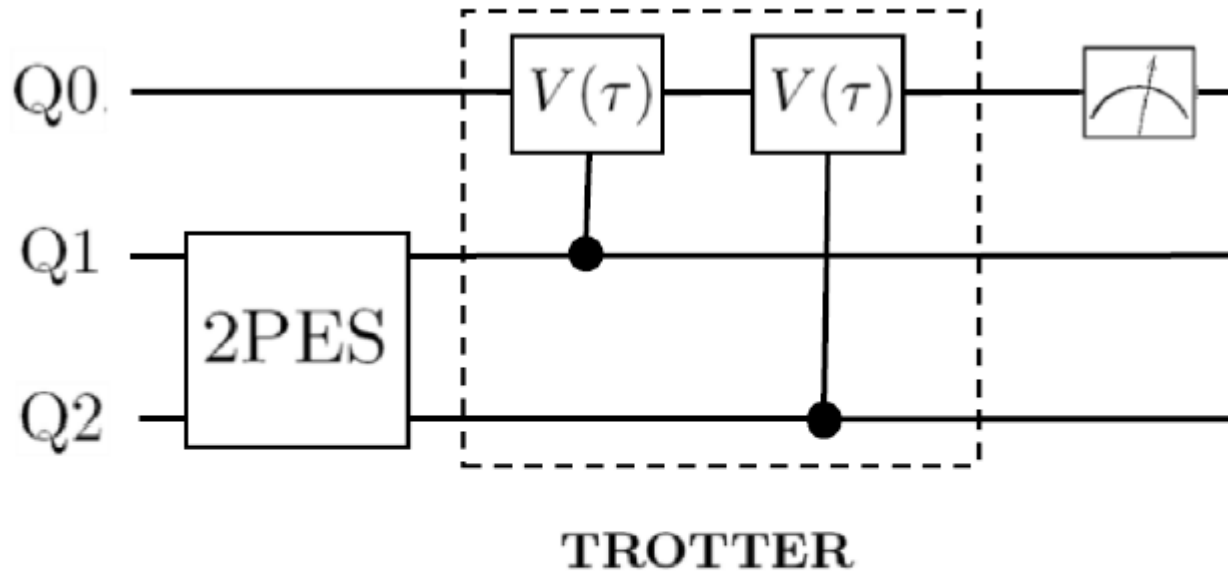 Q0 V(τ) V(τ)
Q1
2PES
Q2
TROTTER